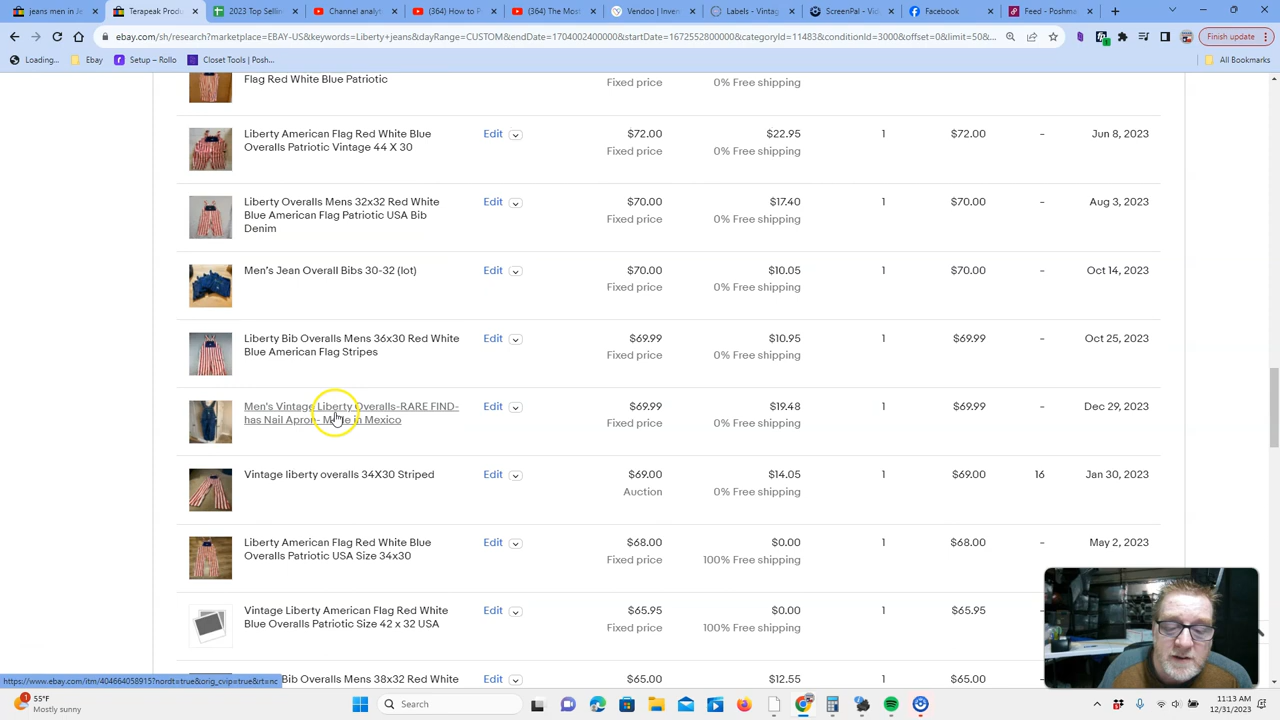 2023 Sell
(364) The Most
Vendor | Inven
Labels - Vintag
ScreenPal - Vid
Facebook
Feed - Poshm
ebay.com/sh/research?marketplace=EBAY-US&keywords=Liberty+jeans&dayRange=CUSTOM&endDate=1704002400000&startDate=1672552800000&categoryId=11483&conditionId=3000&offset=0&limit=50&...
Finish update
Loading...
Ebay
Setup – Rollo
Closet Tools | Posh...
All Bookmarks
Flag Red White Blue Patriotic
Fixed price
0% Free shipping
Liberty American Flag Red White Blue
Overalls Patriotic Vintage 44 X 30
Edit
$72.00
Fixed price
$22.95
0% Free shipping
1
$72.00
-
Jun 8, 2023
Liberty Overalls Mens 32x32 Red White
Blue American Flag Patriotic USA Bib
Denim
Edit
$70.00
Fixed price
$17.40
0% Free shipping
1
$70.00
-
Aug 3, 2023
Men's Jean Overall Bibs 30-32 (lot)
Edit
$70.00
Fixed price
$10.05
0% Free shipping
1
$70.00
-
Oct 14, 2023
Liberty Bib Overalls Mens 36x30 Red White
Blue American Flag Stripes
Edit
$69.99
Fixed price
$10.95
0% Free shipping
1
$69.99
-
Oct 25, 2023
Men's Vintage Liberty Overalls-RARE FIND-
has Nail Apron- Made in Mexico
Edit
$69.99
Fixed price
$19.48
0% Free shipping
1
$69.99
-
Dec 29, 2023
Vintage liberty overalls 34X30 Striped
Edit
$69.00
Auction
$14.05
0% Free shipping
1
$69.00
16
Jan 30, 2023
Liberty American Flag Red White Blue
Overalls Patriotic USA Size 34x30
Edit
$68.00
Fixed price
$0.00
100% Free shipping
1
$68.00
-
May 2, 2023
Vintage Liberty American Flag Red White
Blue Overalls Patriotic Size 42 x 32 USA
Edit
$65.95
Fixed price
$0.00
100% Free shipping
1
$65.95
Bib Overalls Mens 38x32 Red White
Edit
$65.00
$12.55
1
$65.00
https://www.ebay.com/itm/404664058915?nordt=true&orig_cvip=true&rt=nc
55°F
Mostly sunny
Search
11:13 AM
12/31/2023